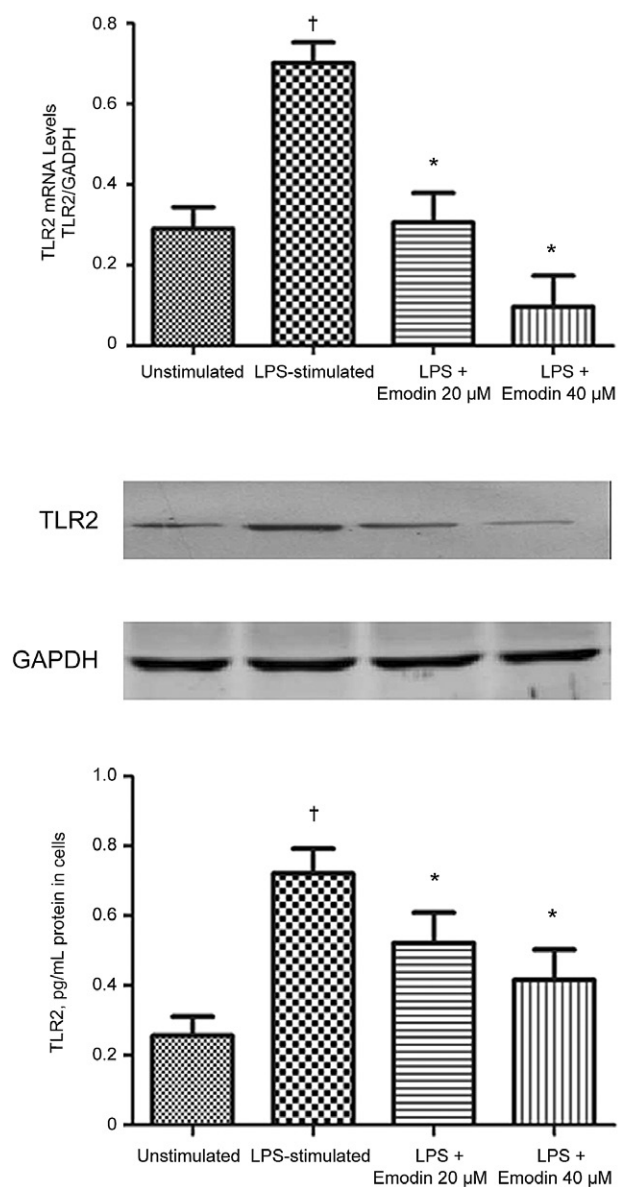 0.8
0.6
0.4
0.2
0
TLR2 mRNA Levels
TLR2/GADPH
†
*
*
Unstimulated
LPS-stimulated
LPS +
Emodin 20 µM
LPS +
Emodin 40 µM
TLR2
GAPDH
1.0
0.8
0.6
0.4
0.2
0
TLR2, pg/mL protein in cells
†
*
*
Unstimulated
LPS-stimulated
LPS +
Emodin 20 µM
LPS +
Emodin 40 µM